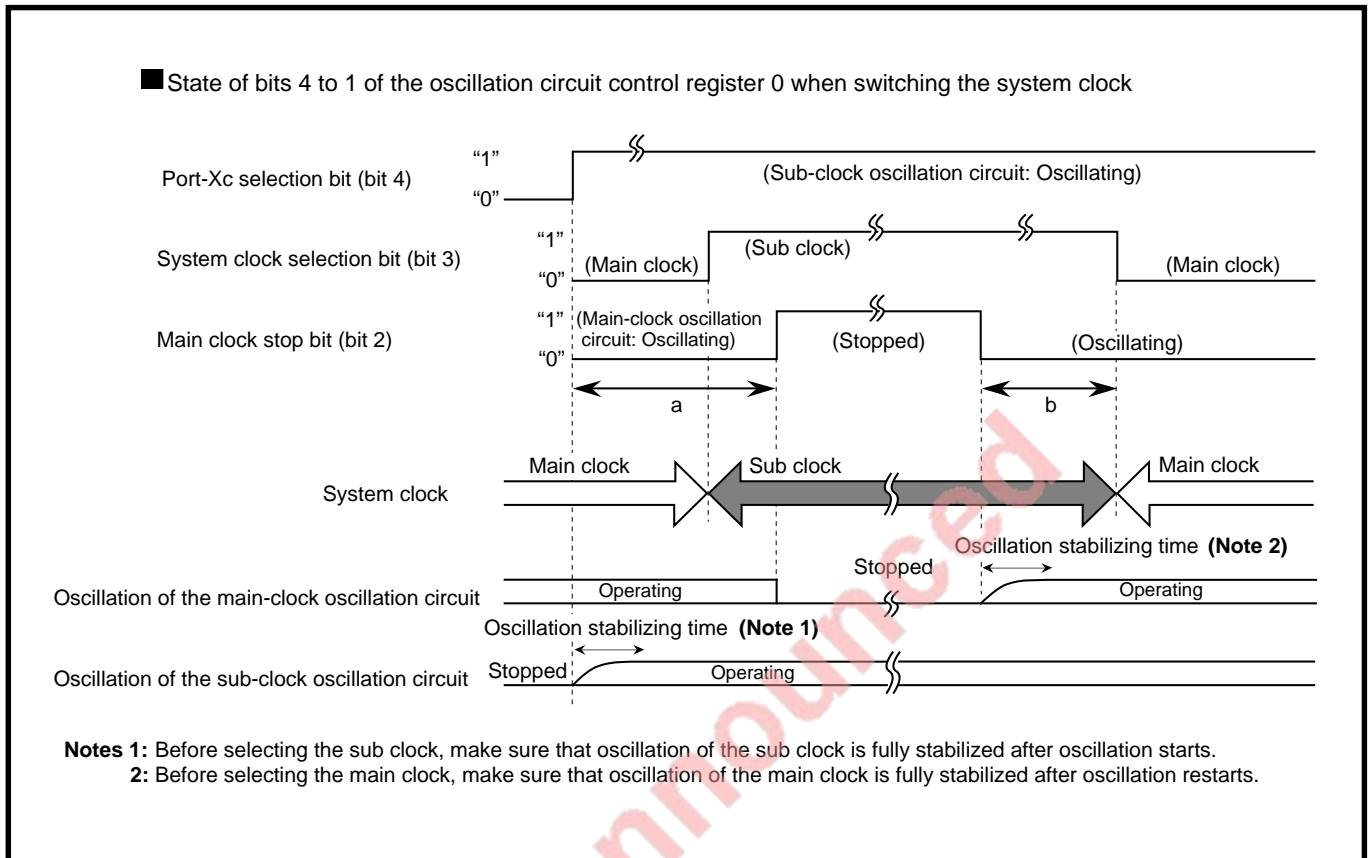 ■State of bits 4 to 1 of the oscillation circuit control register 0 when switching the system clock
Port-Xc selection bit (bit 4)
“1”
“0”
(Sub-clock oscillation circuit: Oscillating)
System clock selection bit (bit 3)
“1”
“0”
(Main clock)
(Sub clock)
(Main clock)
Main clock stop bit (bit 2)
“1”
“0”
(Main-clock oscillation
circuit: Oscillating)
(Stopped)
(Oscillating)
a
b
System clock
Main clock
Sub clock
Main clock
Oscillation stabilizing time (Note 2)
Oscillation of the main-clock oscillation circuit
Operating
Stopped
Operating
Oscillation stabilizing time (Note 1)
Oscillation of the sub-clock oscillation circuit
Stopped
Operating
Notes 1: Before selecting the sub clock, make sure that oscillation of the sub clock is fully stabilized after oscillation starts.
2: Before selecting the main clock, make sure that oscillation of the main clock is fully stabilized after oscillation restarts.
nnounced